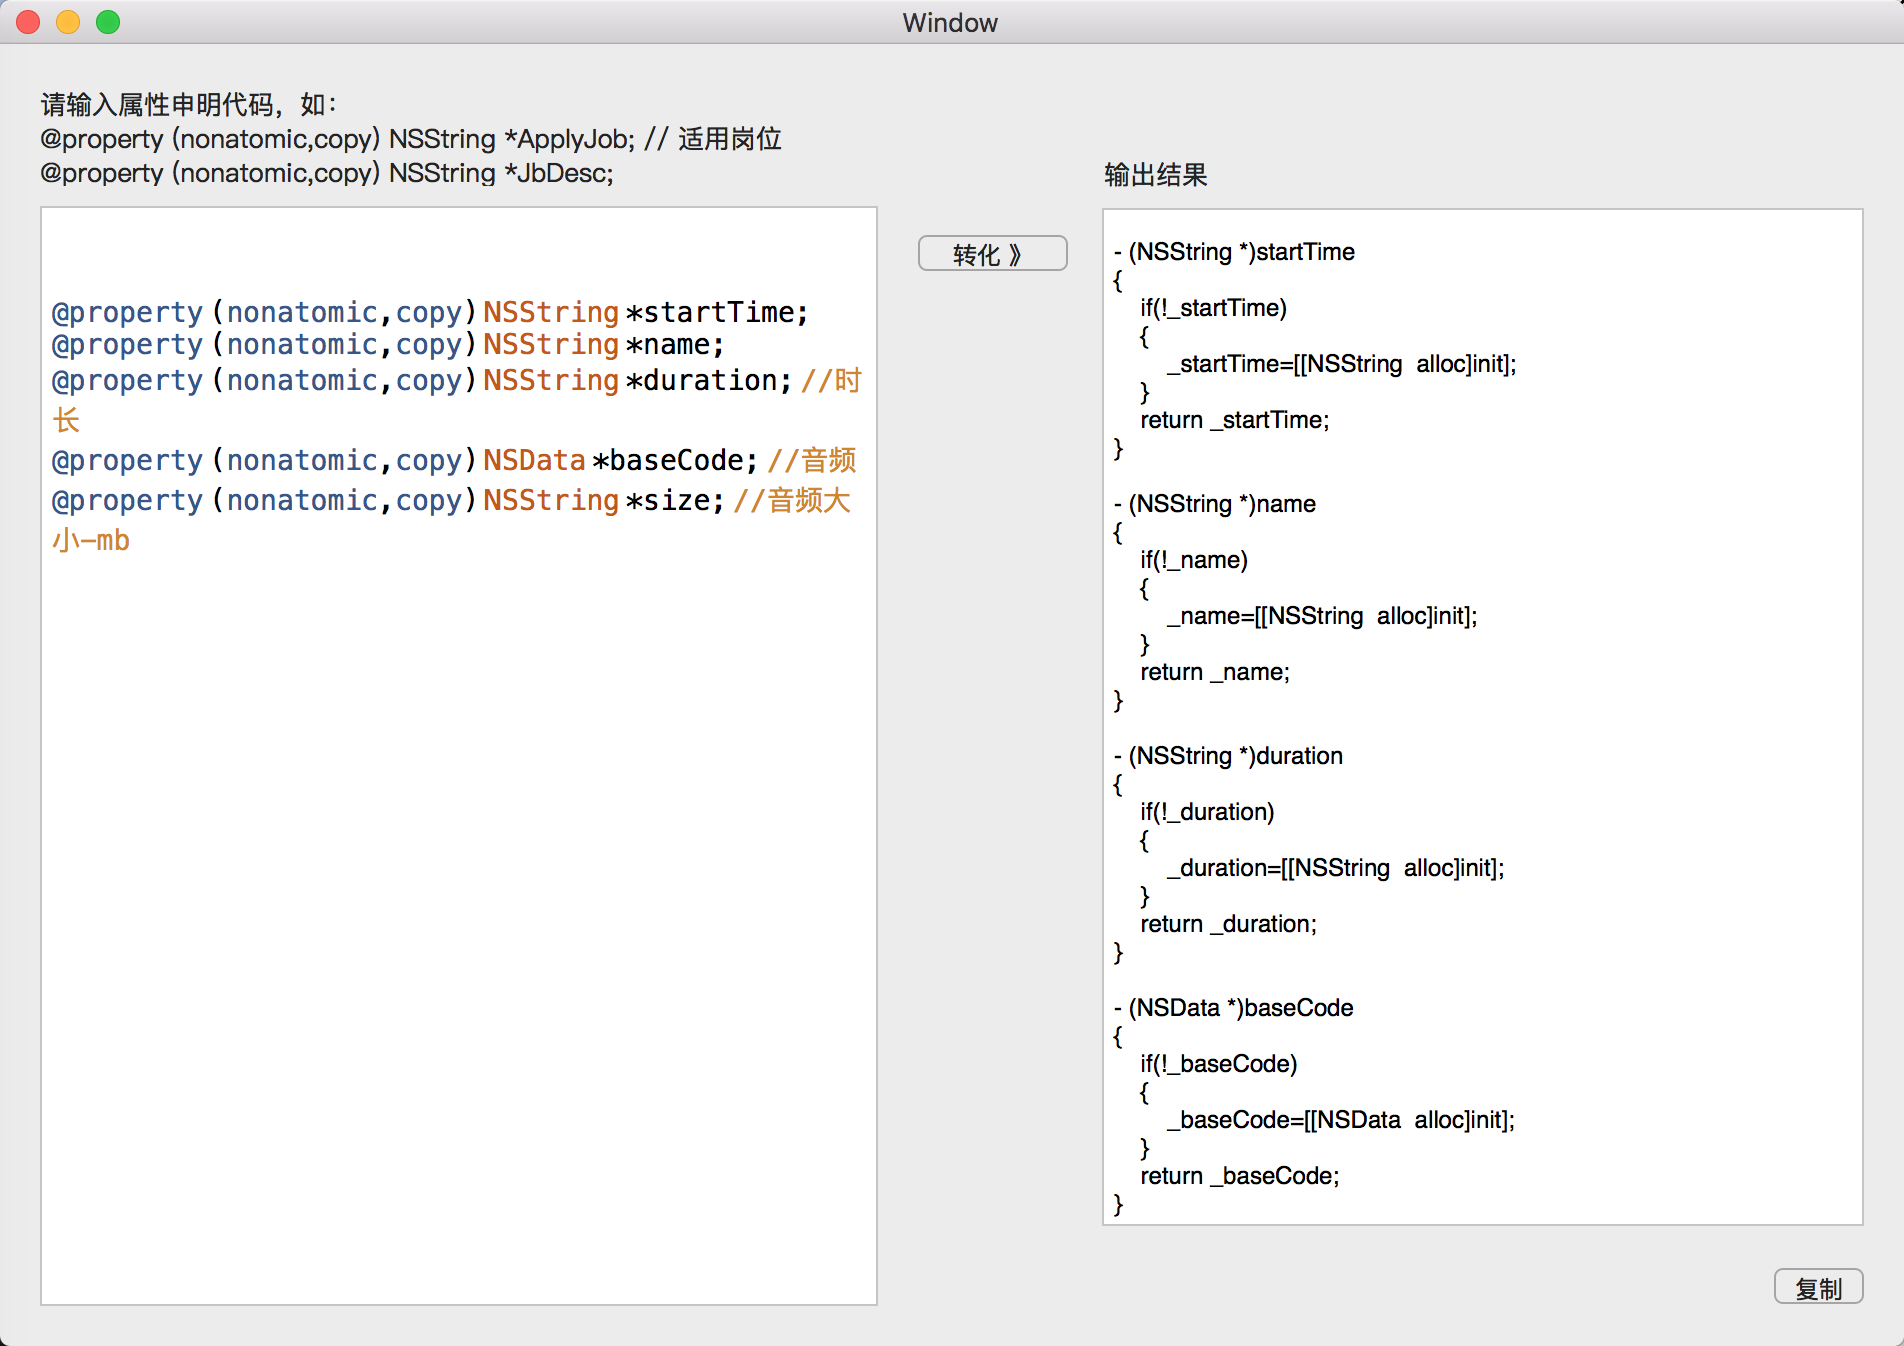 Window
请输入属性申明代码，如：
@property (nonatomic,copy) NSString *ApplyJob; // 适用岗位
@property (nonatomic,copy) NSString *JbDesc;
@property(nonatomic,copy)NSString*startTime;
@property(nonatomic,copy)NSString*name;
@property(nonatomic,copy)NSString*duration;//时
长
@property(nonatomic,copy)NSData*baseCode;//音频
@property(nonatomic,copy)NSString*size;//音频大
小-mb
转化 》
输出结果
- (NSString *)startTime
{
    if(!_startTime)
    {
        _startTime=[[NSString  alloc]init];
    }
    return _startTime;
}
- (NSString *)name
{
    if(!_name)
    {
        _name=[[NSString  alloc]init];
    }
    return _name;
}
- (NSString *)duration
{
    if(!_duration)
    {
        _duration=[[NSString  alloc]init];
    }
    return _duration;
}
- (NSData *)baseCode
{
    if(!_baseCode)
    {
        _baseCode=[[NSData  alloc]init];
    }
    return _baseCode;
}
复制